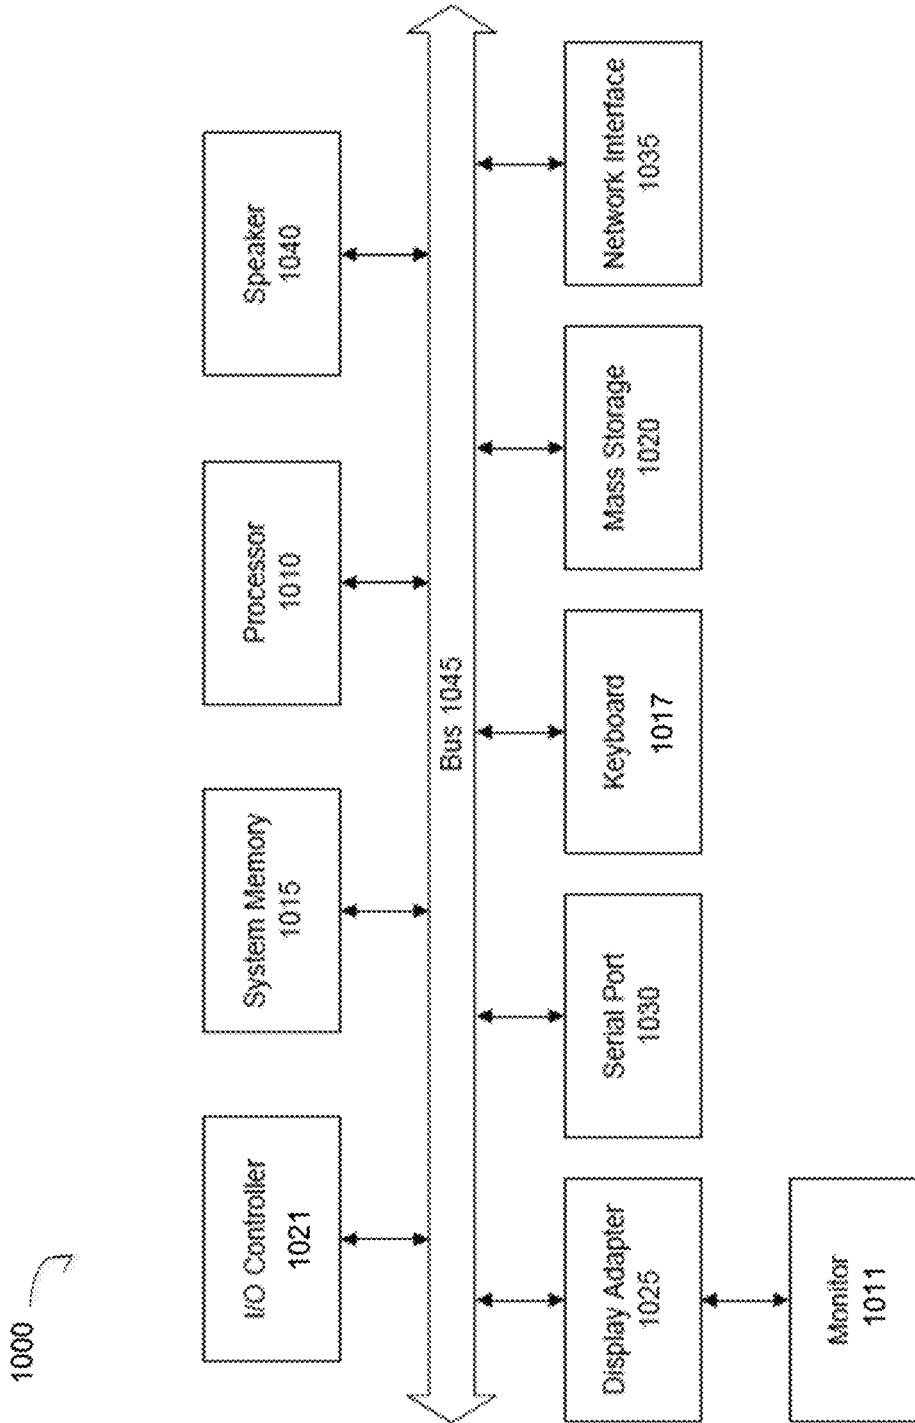 1000
I/O Controller
1021
System Memory
1015
Processor
1010
Speaker
1040
Bus 1045
Display Adapter
1025
Serial Port
1030
Keyboard
1017
Mass Storage
1020
Network Interface
1035
Monitor
1011